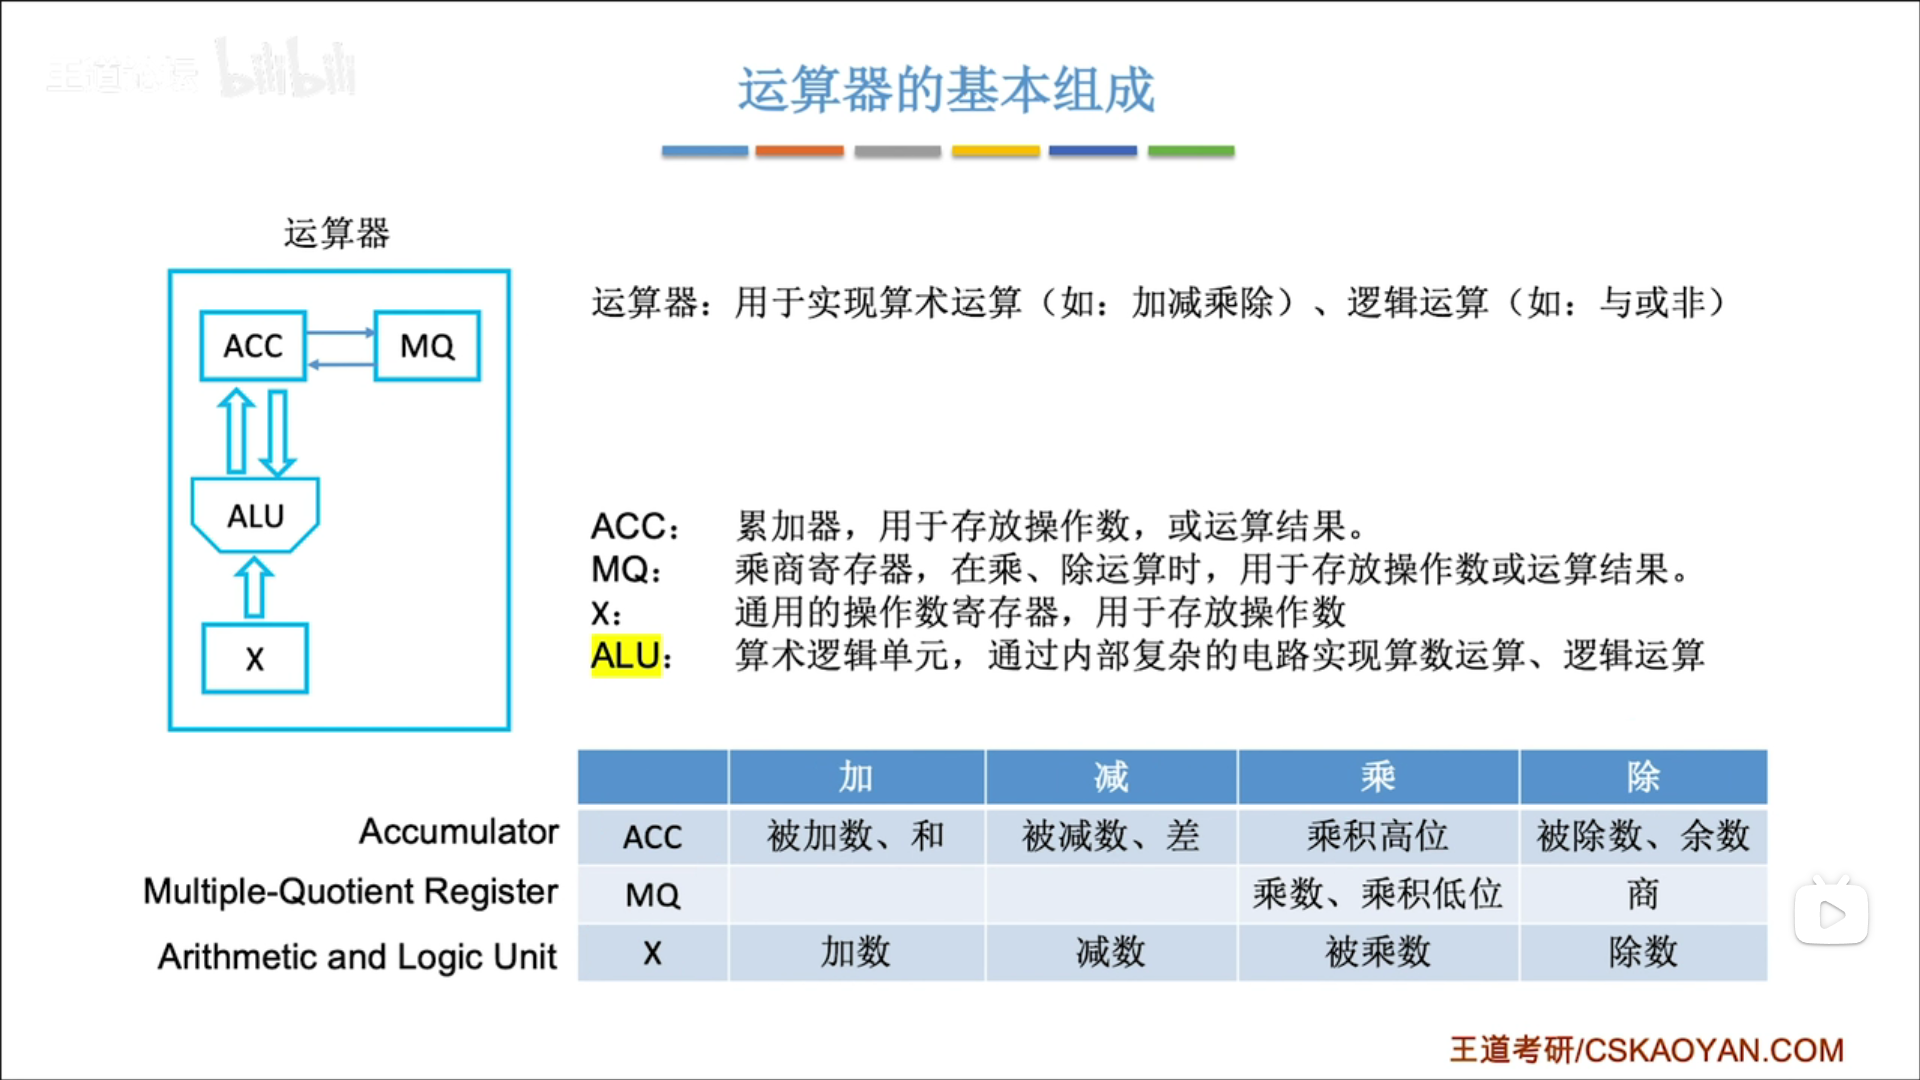 王道论坛 bilibili
运算器的基本组成
运算器
ACC
MQ
ALU
X
运算器：用于实现算术运算（如：加减乘除）、逻辑运算（如：与或非）
ACC： 累加器，用于存放操作数，或运算结果。
MQ： 乘商寄存器，在乘、除运算时，用于存放操作数或运算结果。
X： 通用的操作数寄存器，用于存放操作数
ALU： 算术逻辑单元，通过内部复杂的电路实现算数运算、逻辑运算
加 减 乘 除
Accumulator ACC 被加数、和 被减数、差 乘积高位 被除数、余数
Multiple-Quotient Register MQ 乘数、乘积低位 商
Arithmetic and Logic Unit X 加数 减数 被乘数 除数
王道考研/CSKAOYAN.COM